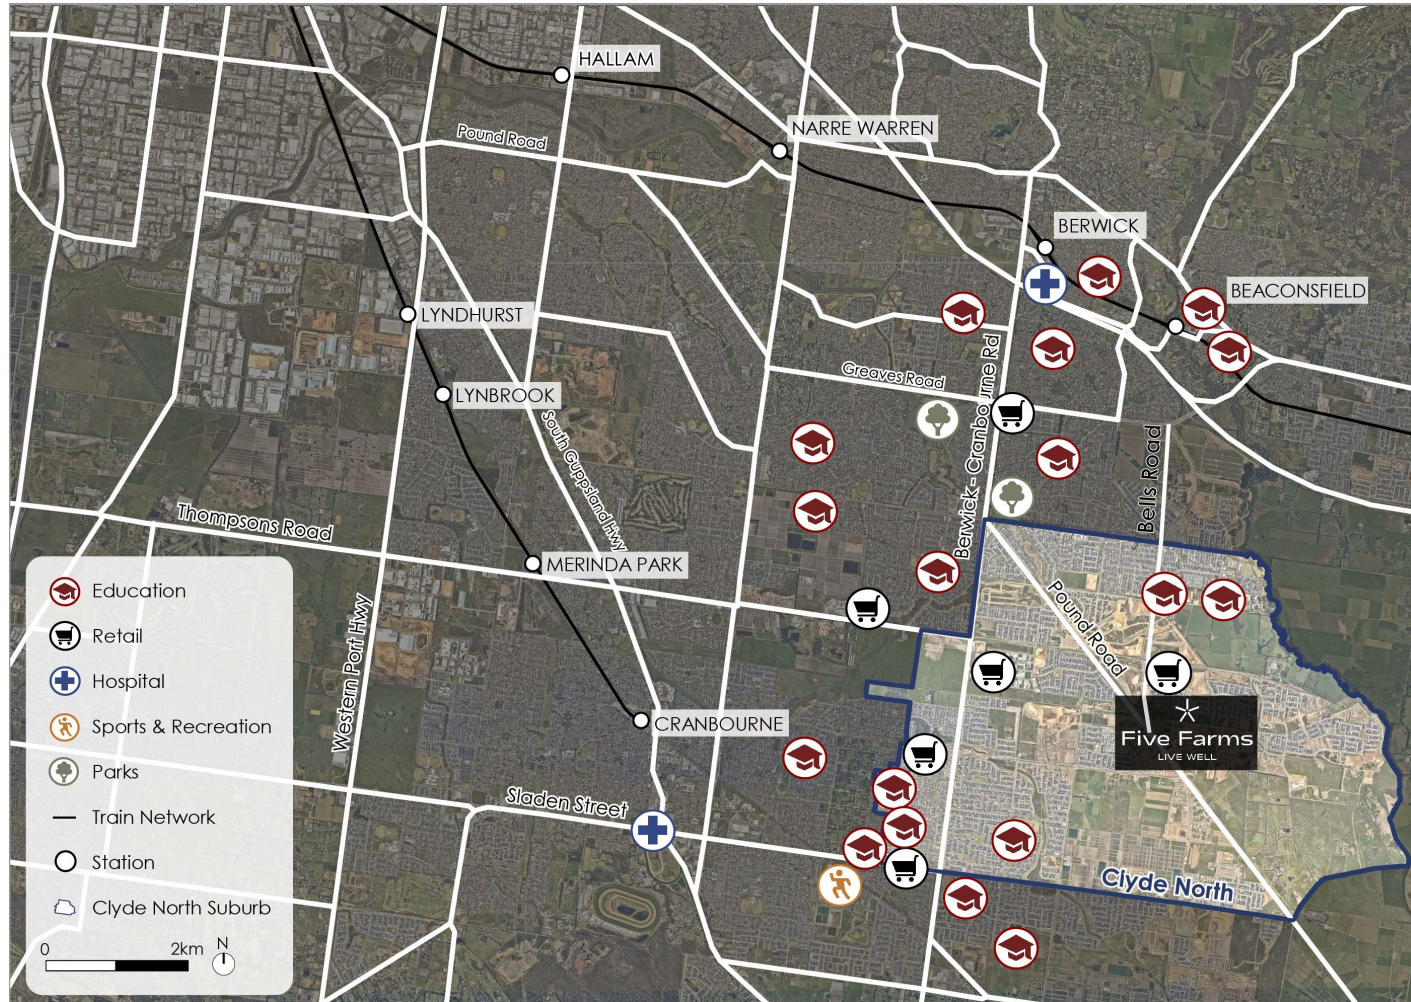 HALLAM
Pound Road
NARRE WARREN
BERWICK
BEACONSFIELD
LYNDHURST
LYNBROOK
Greaves Road
Berwick - Cranbourne Rd
South Guppsland Hwy
Bells Road
Thompsons Road
MERINDA PARK
Pound Road
Western Port Hwy
CRANBOURNE
Five Farms
LIVE WELL
Sladen Street
Clyde North
Education
Retail
Hospital
Sports & Recreation
Parks
Train Network
Station
Clyde North Suburb
0 2km N